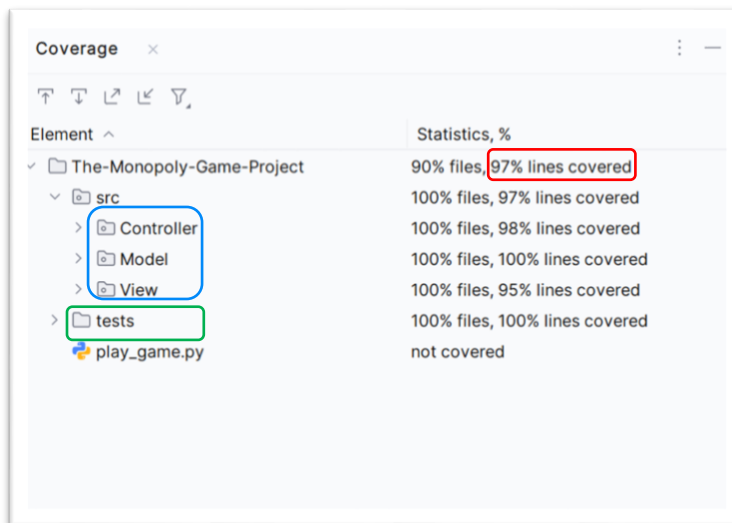 Coverage
Element Statistics, %
The-Monopoly-Game-Project 90% files, 97% lines covered
src 100% files, 97% lines covered
Controller 100% files, 98% lines covered
Model 100% files, 100% lines covered
View 100% files, 95% lines covered
tests 100% files, 100% lines covered
play_game.py not covered